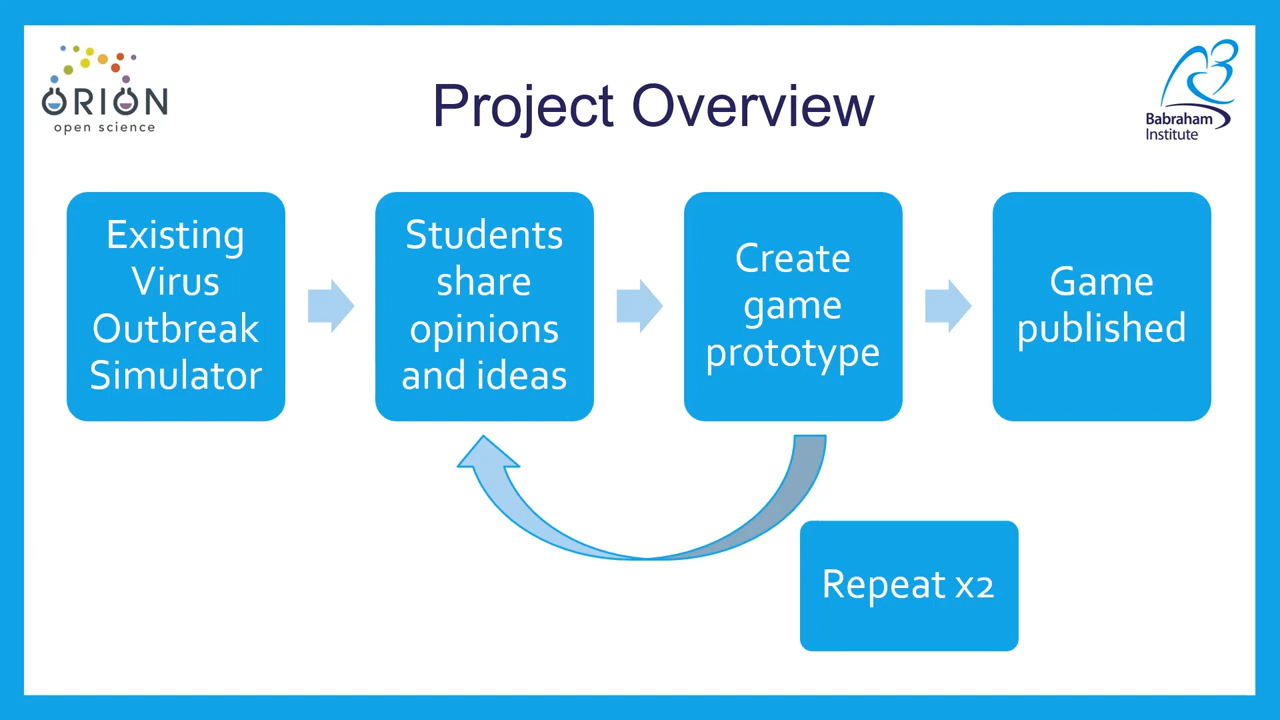 ORION
open science
Project Overview
Babraham
Institute
Existing
Virus
Outbreak
Simulator
Students
share
opinions
and ideas
Create
game
prototype
Game
published
Repeat x2